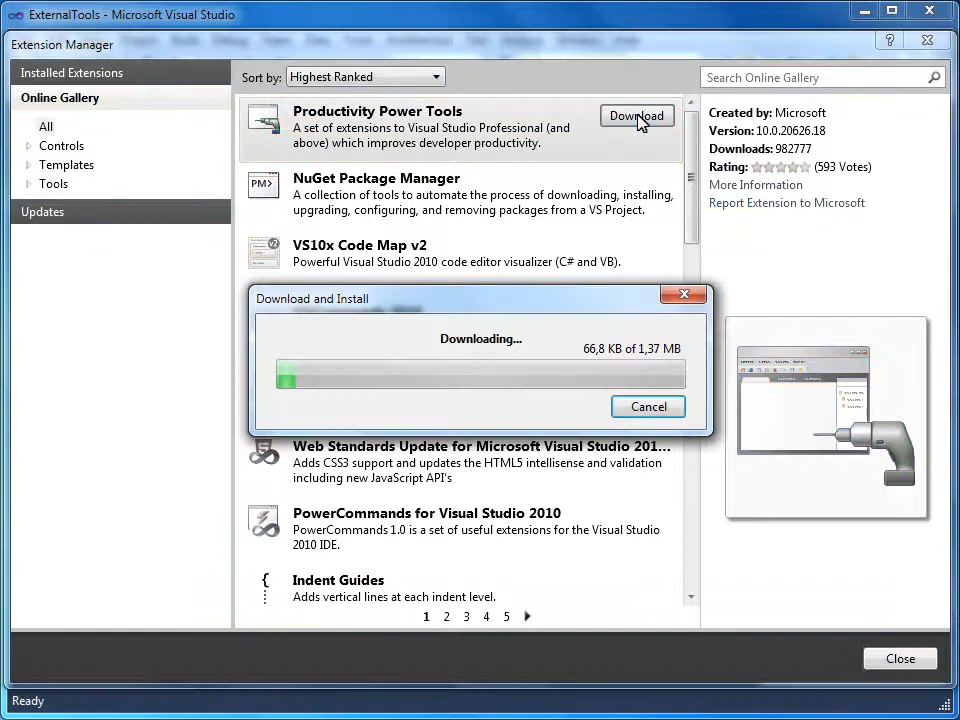 ExternalTools - Microsoft Visual Studio
Extension Manager
Installed Extensions
Online Gallery
All
Controls
Templates
Tools
Updates
Sort by: Highest Ranked
Search Online Gallery
Productivity Power Tools
Download
A set of extensions to Visual Studio Professional (and
above) which improves developer productivity.
NuGet Package Manager
A collection of tools to automate the process of downloading, installing,
upgrading, configuring, and removing packages from a VS Project.
PM>
VS10x Code Map v2
Powerful Visual Studio 2010 code editor visualizer (C# and VB).
v2
Download and Install
Downloading...
66,8 KB of 1,37 MB
Cancel
Web Standards Update for Microsoft Visual Studio 201...
Adds CSS3 support and updates the HTML5 intellisense and validation
including new JavaScript API's
PowerCommands for Visual Studio 2010
PowerCommands 1.0 is a set of useful extensions for the Visual Studio
2010 IDE.
Indent Guides
Adds vertical lines at each indent level.
1 2 3 4 5
Created by: Microsoft
Version: 10.0.20626.18
Downloads: 982777
Rating: (593 Votes)
More Information
Report Extension to Microsoft
Close
Ready